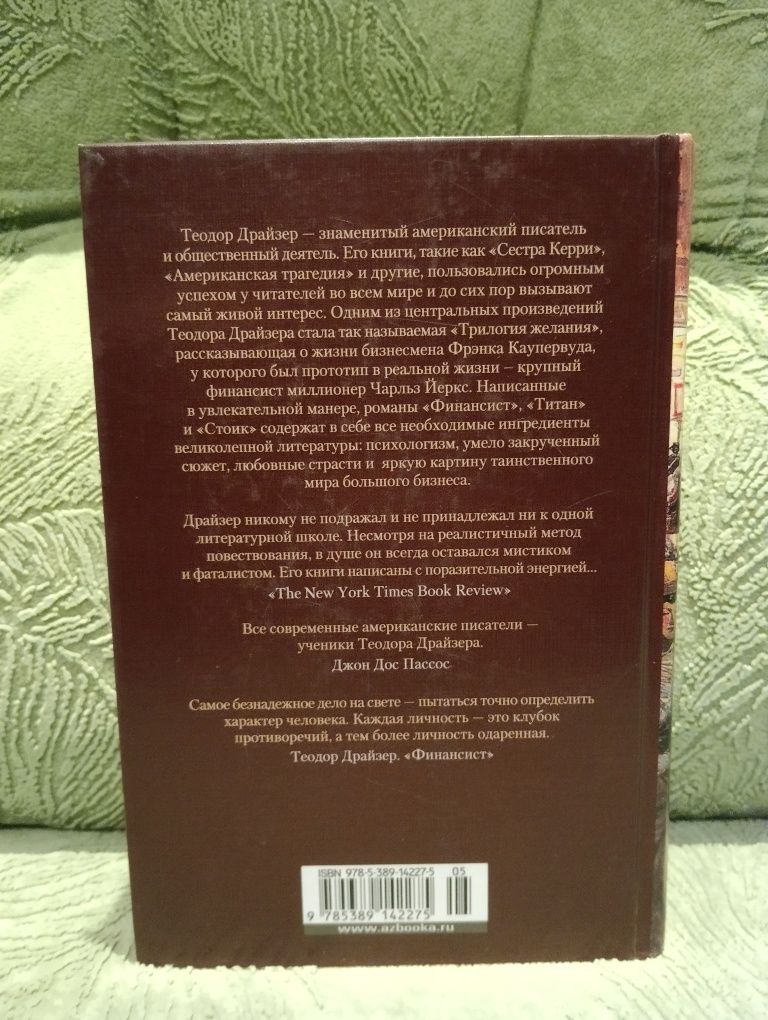 Теодор Драйзер — знаменитый американский писатель
и общественный деятель. Его книги, такие как «Сестра Керри»,
«Американская трагедия» и другие, пользовались огромным
успехом у читателей во всем мире и до сих пор вызывают
самый живой интерес. Одним из центральных произведений
Теодора Драйзера стала так называемая «Трилогия желания»,
рассказывающая о жизни бизнесмена Фрэнка Каупервуда,
у которого был прототип в реальной жизни — крупный
финансист миллионер Чарльз Йеркс. Написанные
в увлекательной манере, романы «Финансист», «Титан»
и «Стоик» содержат в себе все необходимые ингредиенты
великолепной литературы: психологизм, умело закрученный
сюжет, любовные страсти и яркую картину таинственного
мира большого бизнеса.
Драйзер никому не подражал и не принадлежал ни к одной
литературной школе. Несмотря на реалистичный метод
повествования, в душе он всегда оставался мистиком
и фаталистом. Его книги написаны с поразительной энергией...
«The New York Times Book Review»
Все современные американские писатели —
ученики Теодора Драйзера.
Джон Дос Пассос
Самое безнадежное дело на свете — пытаться точно определить
характер человека. Каждая личность — это клубок
противоречий, а тем более личность одаренная.
Теодор Драйзер. «Финансист»
ISBN 978-5-389-14227-5 05
9 785389 142275
www.azbooka.ru